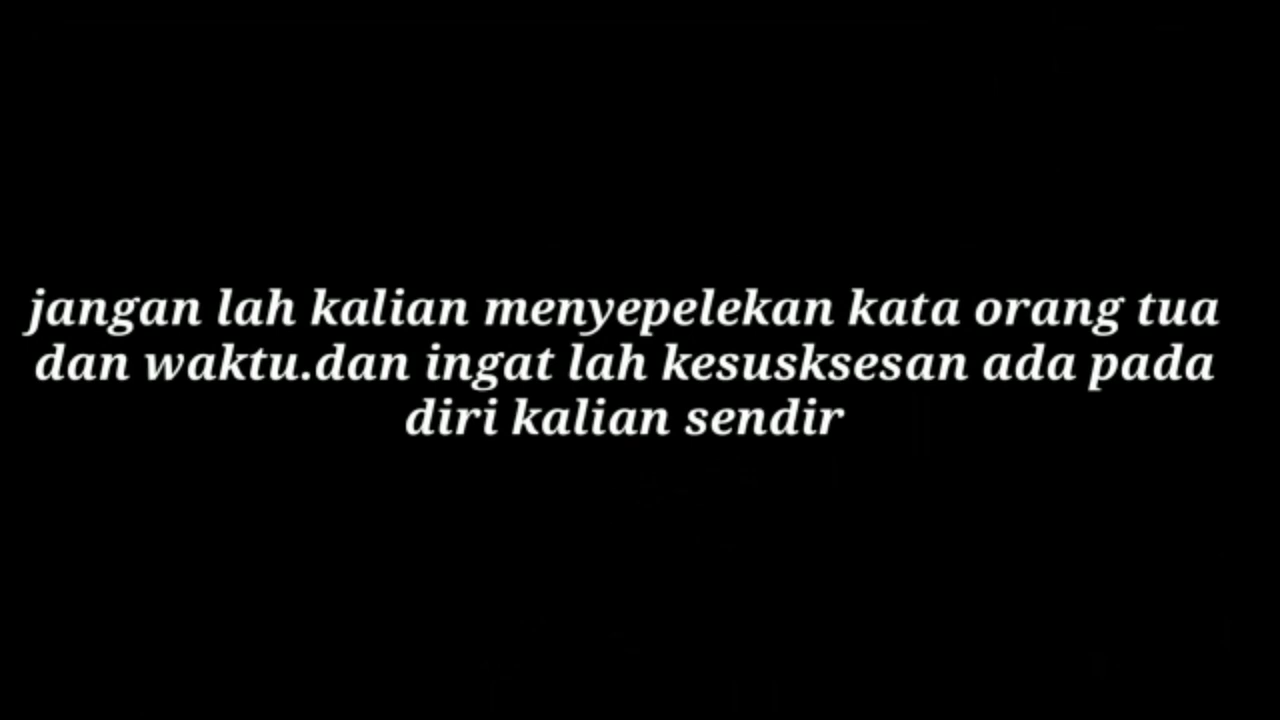 jangan lah kalian menyepelekan kata orang tua
dan waktu.dan ingat lah kesusksesan ada pada
diri kalian sendir